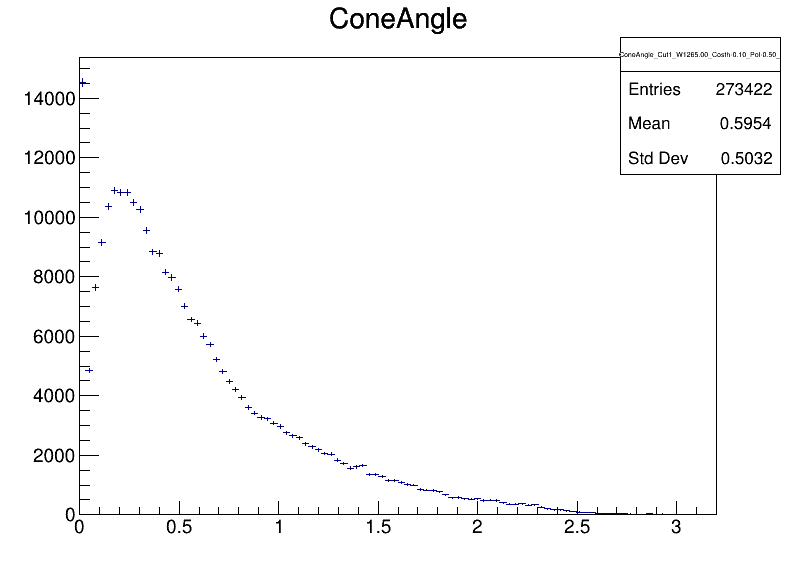 ConeAngle
ConeAngle_Cut1_W1265.00_Costh-0.10_Pol-0.50_
Entries 273422
Mean 0.5954
Std Dev 0.5032
14000
12000
10000
8000
6000
4000
2000
0
0 0.5 1 1.5 2 2.5 3